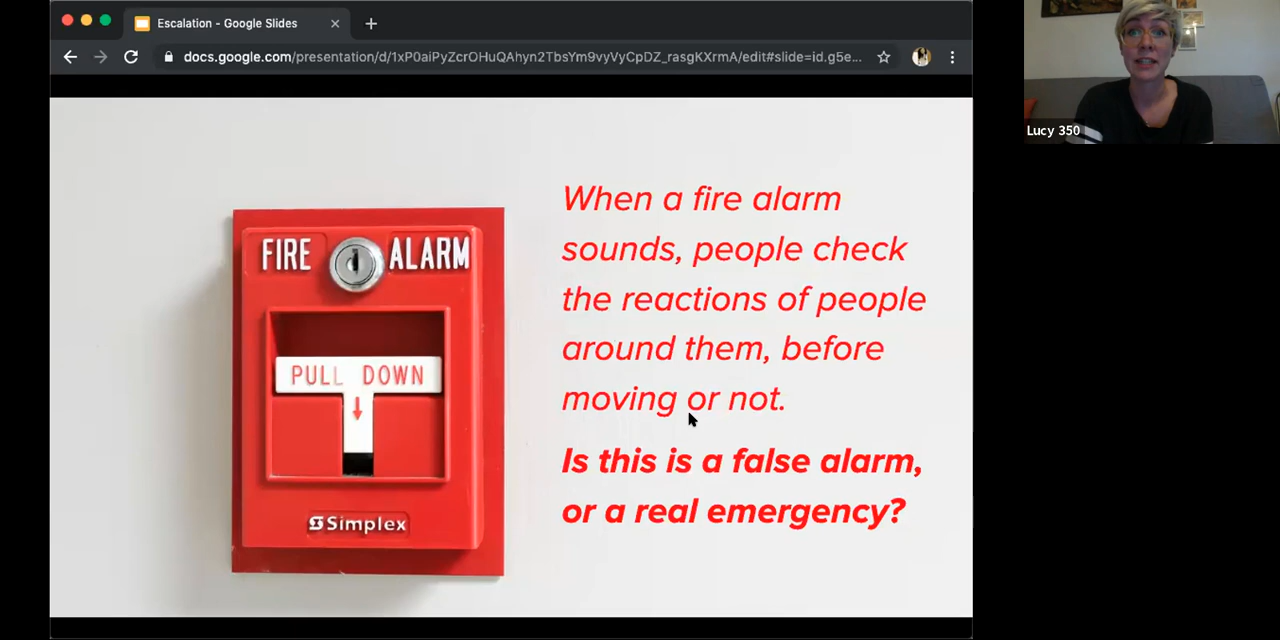 Escalation - Google Slides
docs.google.com/presentation/d/1xP0aiPyZcrOHuQAhyn2TbsYm9vyVyCpDZ_rasgKXrmA/edit#slide=id.g5e...
Lucy 350
FIRE ALARM
PULL DOWN
Simplex
When a fire alarm
sounds, people check
the reactions of people
around them, before
moving or not.
Is this is a false alarm,
or a real emergency?